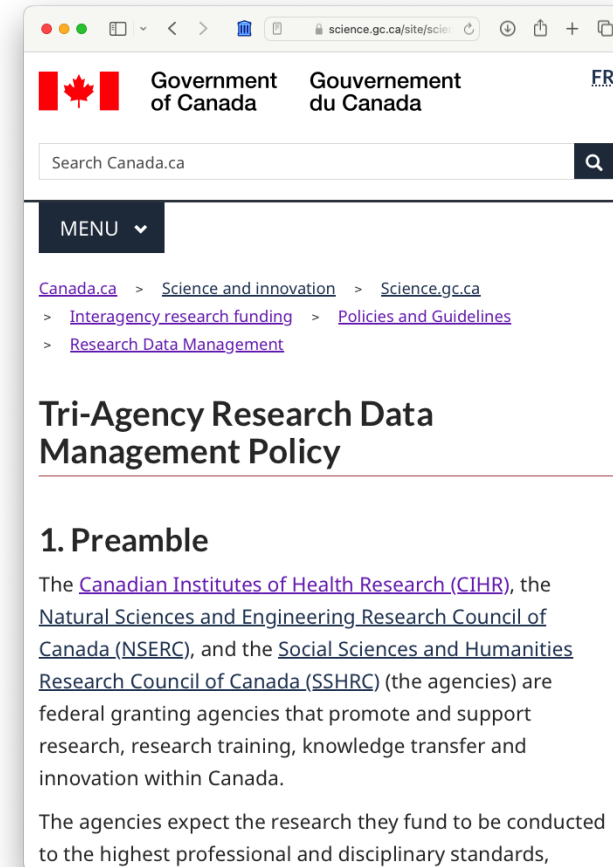 science.gc.ca/site/scie
Government of Canada
Gouvernement du Canada
FR
Search Canada.ca
MENU
Canada.ca > Science and innovation > Science.gc.ca
> Interagency research funding > Policies and Guidelines
> Research Data Management
Tri-Agency Research Data
Management Policy
1. Preamble
The Canadian Institutes of Health Research (CIHR), the
Natural Sciences and Engineering Research Council of
Canada (NSERC), and the Social Sciences and Humanities
Research Council of Canada (SSHRC) (the agencies) are
federal granting agencies that promote and support
research, research training, knowledge transfer and
innovation within Canada.
The agencies expect the research they fund to be conducted
to the highest professional and disciplinary standards,